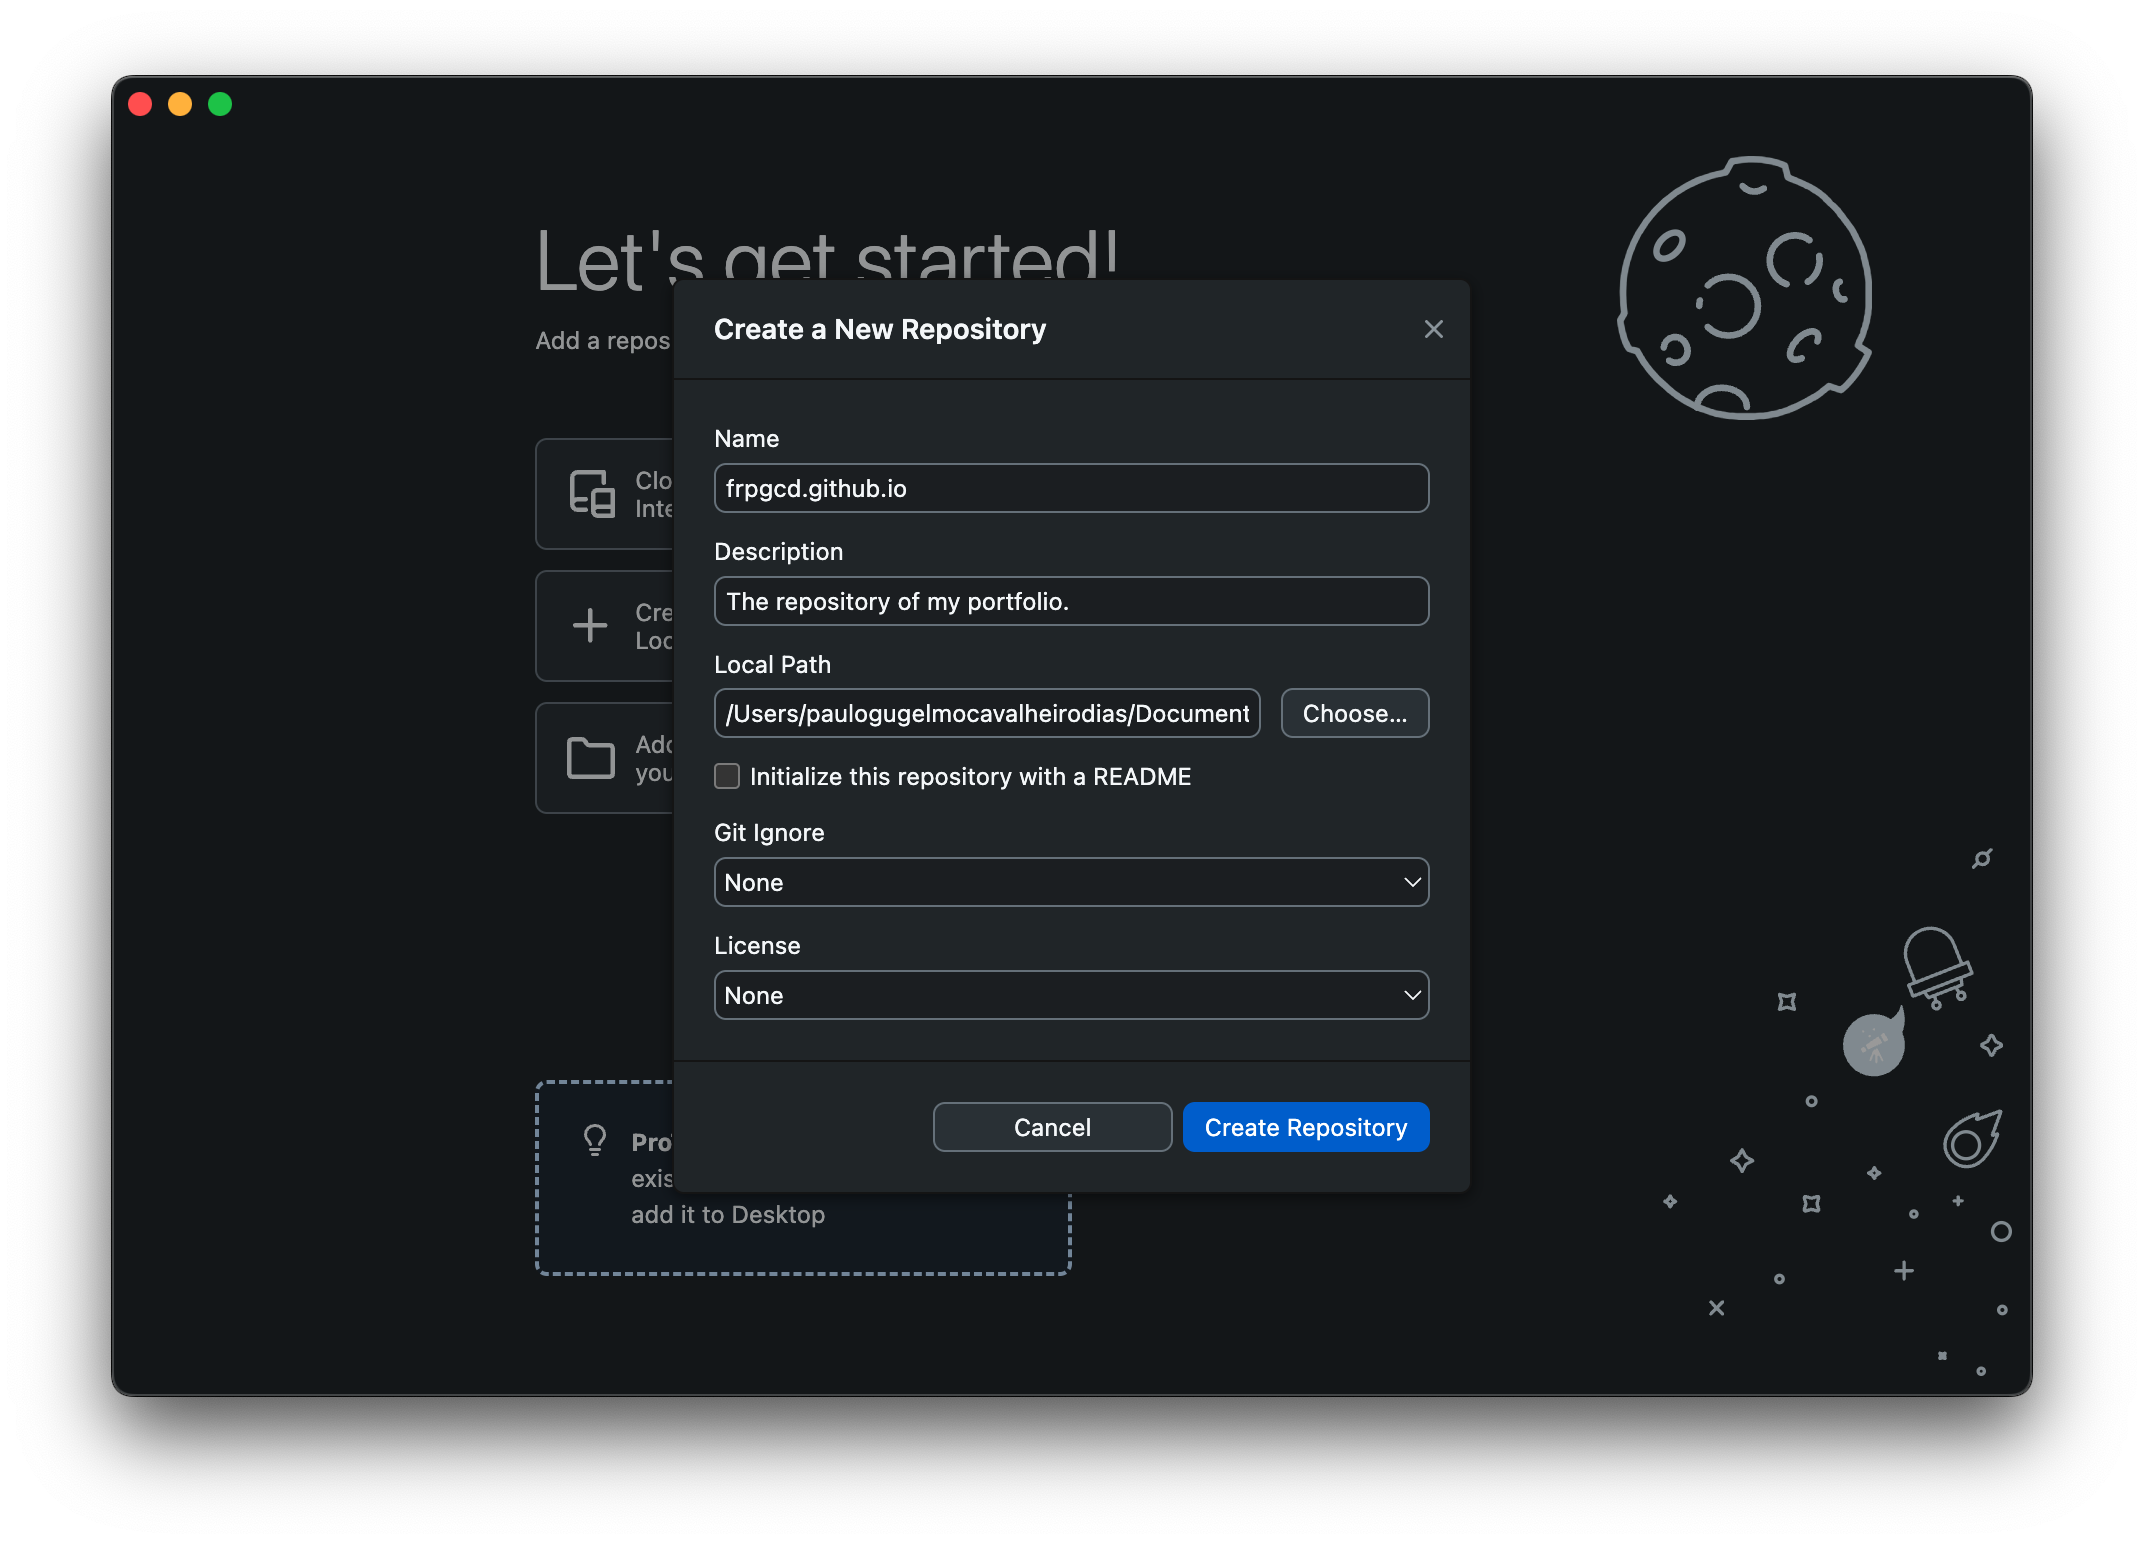 Let's get started!
Add a repos
Create a New Repository
Name
frpgcd.github.io
Description
The repository of my portfolio.
Local Path
/Users/paulogugelmocavalheirodias/Document
Choose...
Initialize this repository with a README
Git Ignore
None
License
None
Cancel
Create Repository
Clo
Inte
Cre
Loc
Add
you
Pro
exis
add it to Desktop